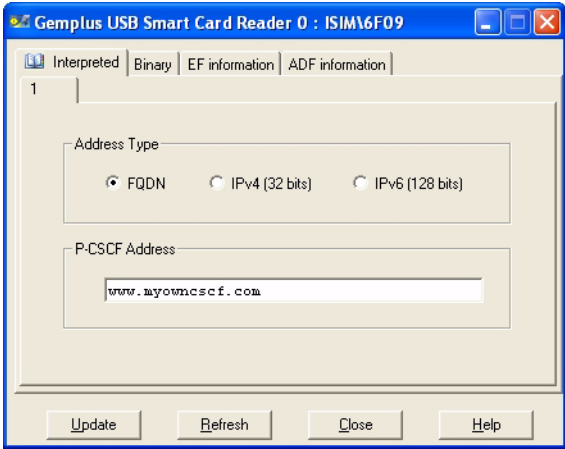 Gemplus USB Smart Card Reader 0 : ISIM\6F09
Interpreted Binary EF information ADF information
1
Address Type
FQDN IPv4 (32 bits) IPv6 (128 bits)
P-CSCF Address
www.myowncscf.com
Update Refresh Close Help